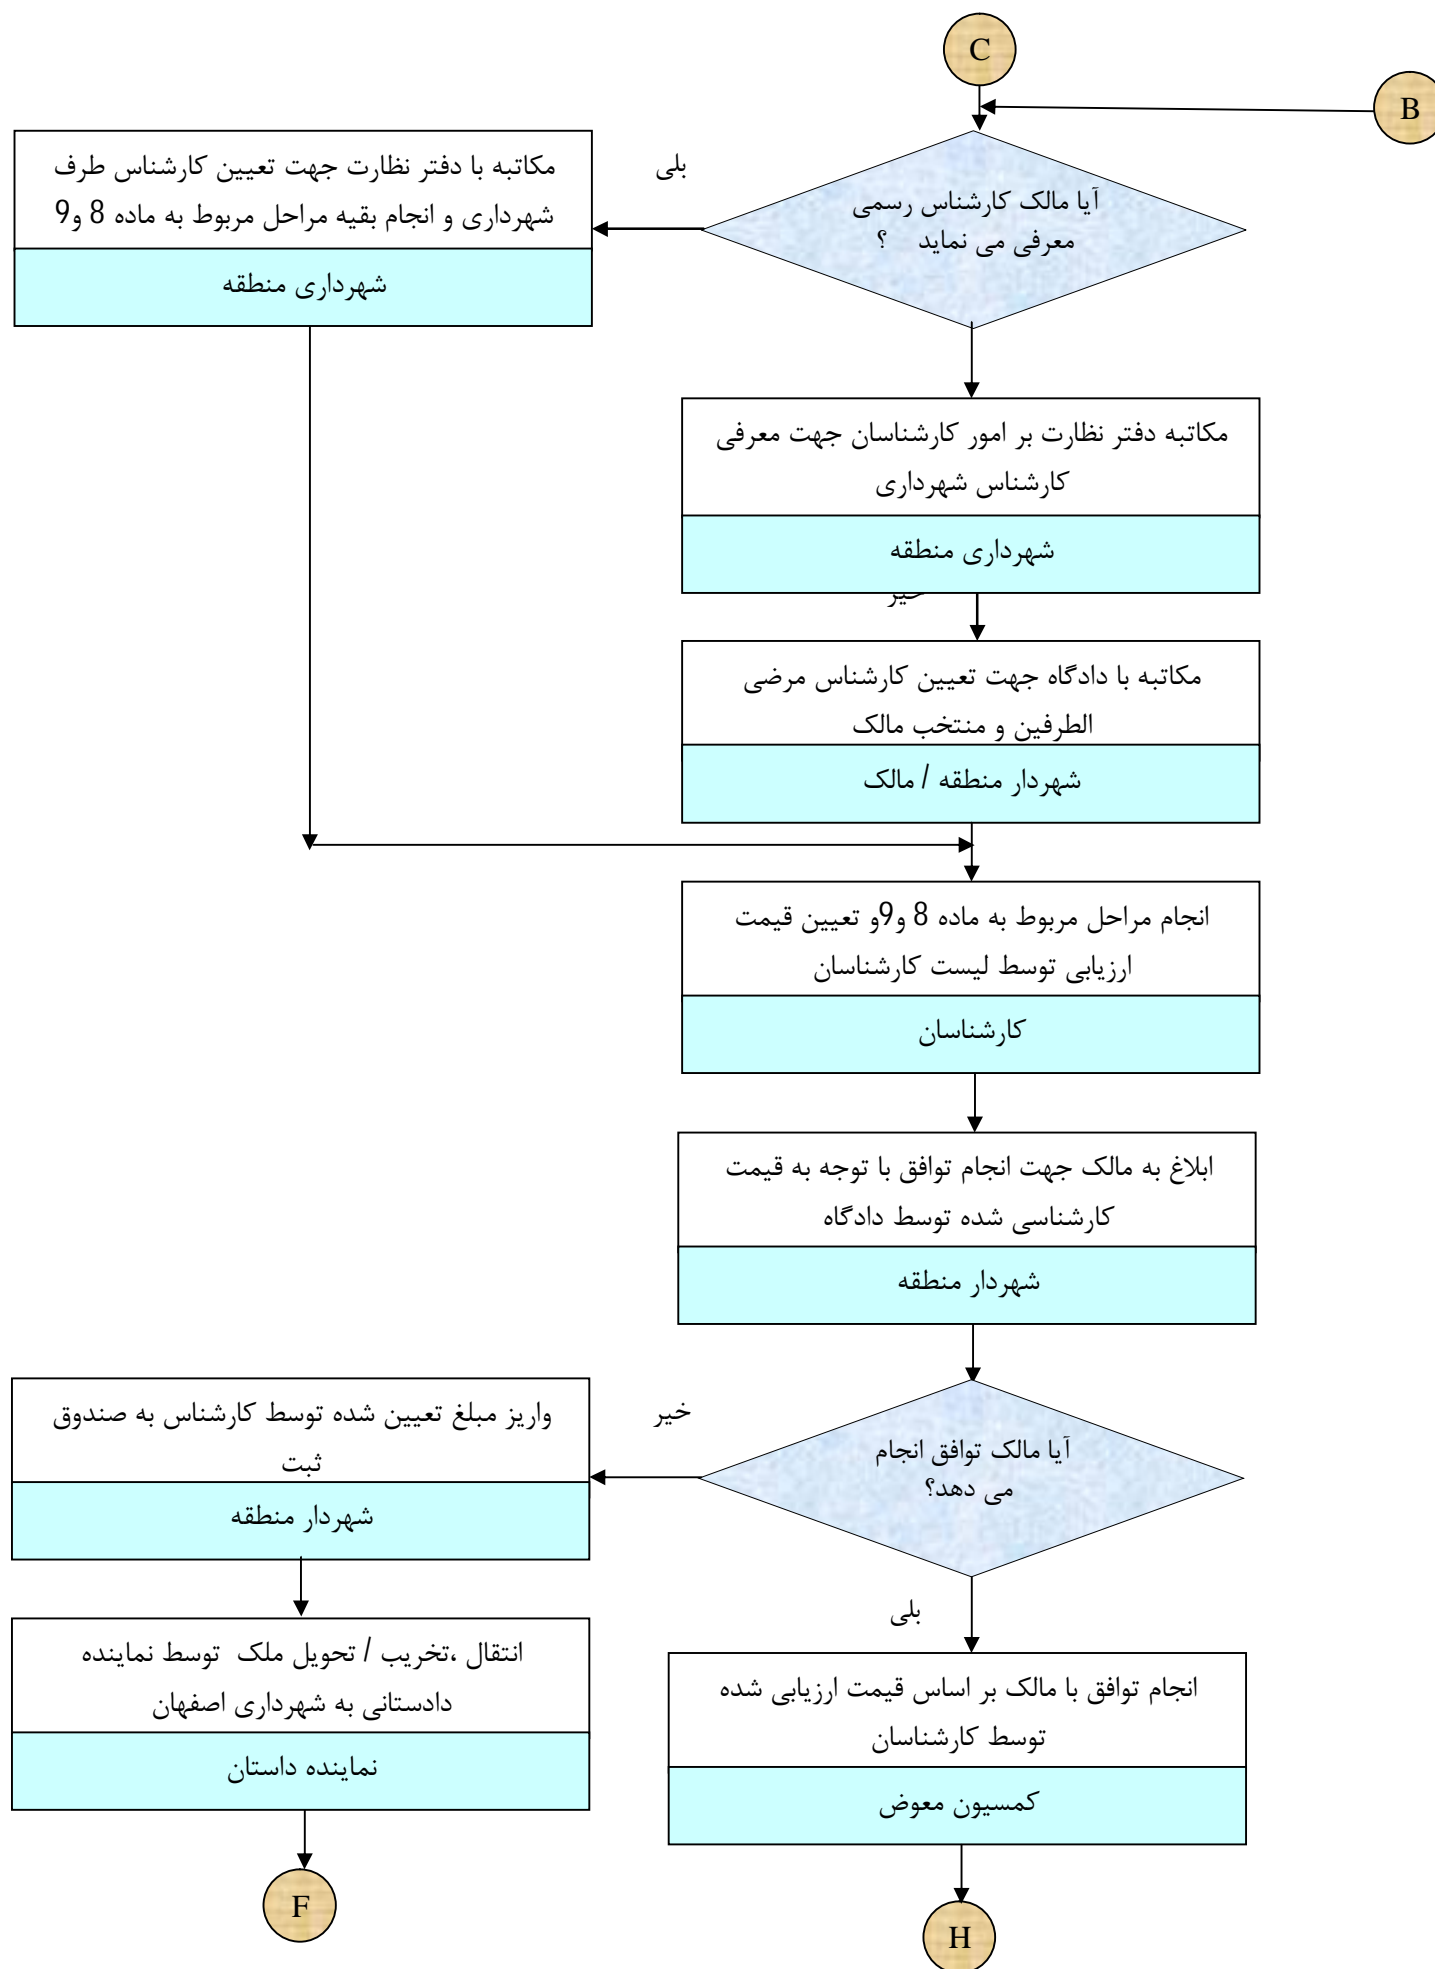 C
B
آیا مالک کارشناس رسمی
معرفی می نماید ؟
بلی
مکاتبه با دفتر نظارت جهت تعیین کارشناس طرف
شهرداری و انجام بقیه مراحل مربوط به ماده 8 و9
شهرداری منطقه
مکاتبه دفتر نظارت بر امور کارشناسان جهت معرفی
کارشناس شهرداری
شهرداری منطقه
خیر
مکاتبه با دادگاه جهت تعیین کارشناس مرضی
الطرفین و منتخب مالک
شهردار منطقه / مالک
انجام مراحل مربوط به ماده 8 و9و تعیین قیمت
ارزیابی توسط لیست کارشناسان
کارشناسان
ابلاغ به مالک جهت انجام توافق با توجه به قیمت
کارشناسی شده توسط دادگاه
شهردار منطقه
آیا مالک توافق انجام
می دهد؟
خیر
واریز مبلغ تعیین شده توسط کارشناس به صندوق
ثبت
شهردار منطقه
انتقال ،تخریب / تحویل ملک توسط نماینده
دادستانی به شهرداری اصفهان
نماینده داستان
F
بلی
انجام توافق با مالک بر اساس قیمت ارزیابی شده
توسط کارشناسان
کمسیون معوض
H